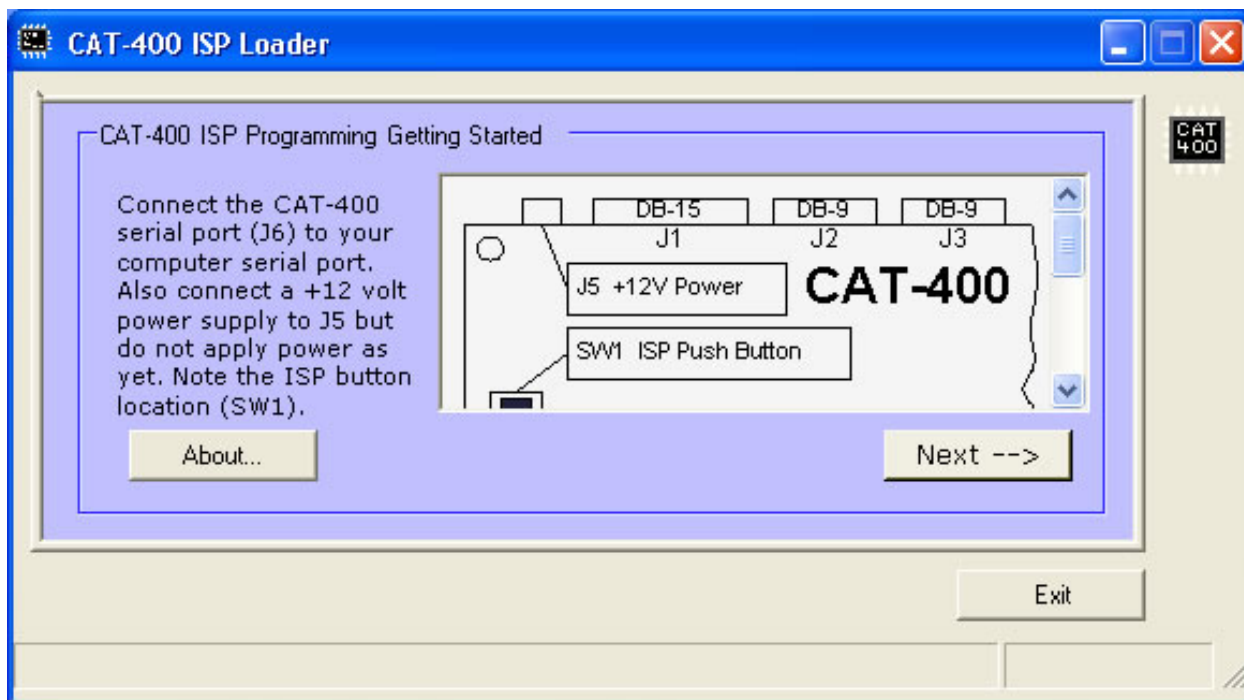 CAT-400 ISP Loader
CAT-400 ISP Programming Getting Started
Connect the CAT-400
serial port (J6) to your
computer serial port.
Also connect a +12 volt
power supply to J5 but
do not apply power as
yet. Note the ISP button
location (SW1).
DB-15 DB-9 DB-9
J1 J2 J3
J5 +12V Power
CAT-400
SW1 ISP Push Button
CAT
400
About...
Next -->
Exit